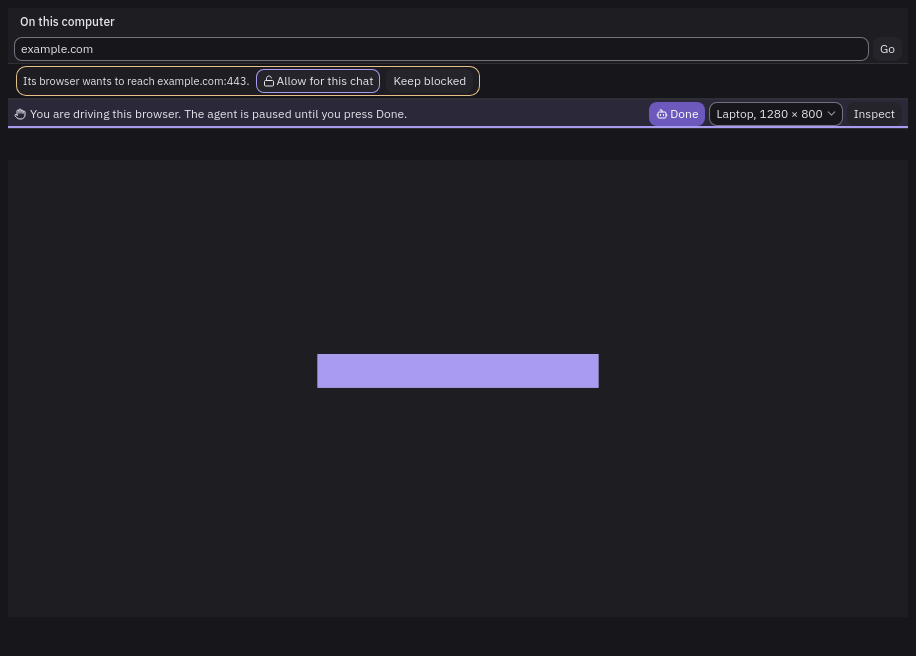 On this computer
example.com
Go
Its browser wants to reach example.com:443.
Allow for this chat
Keep blocked
You are driving this browser. The agent is paused until you press Done.
Done
Laptop, 1280 × 800
Inspect